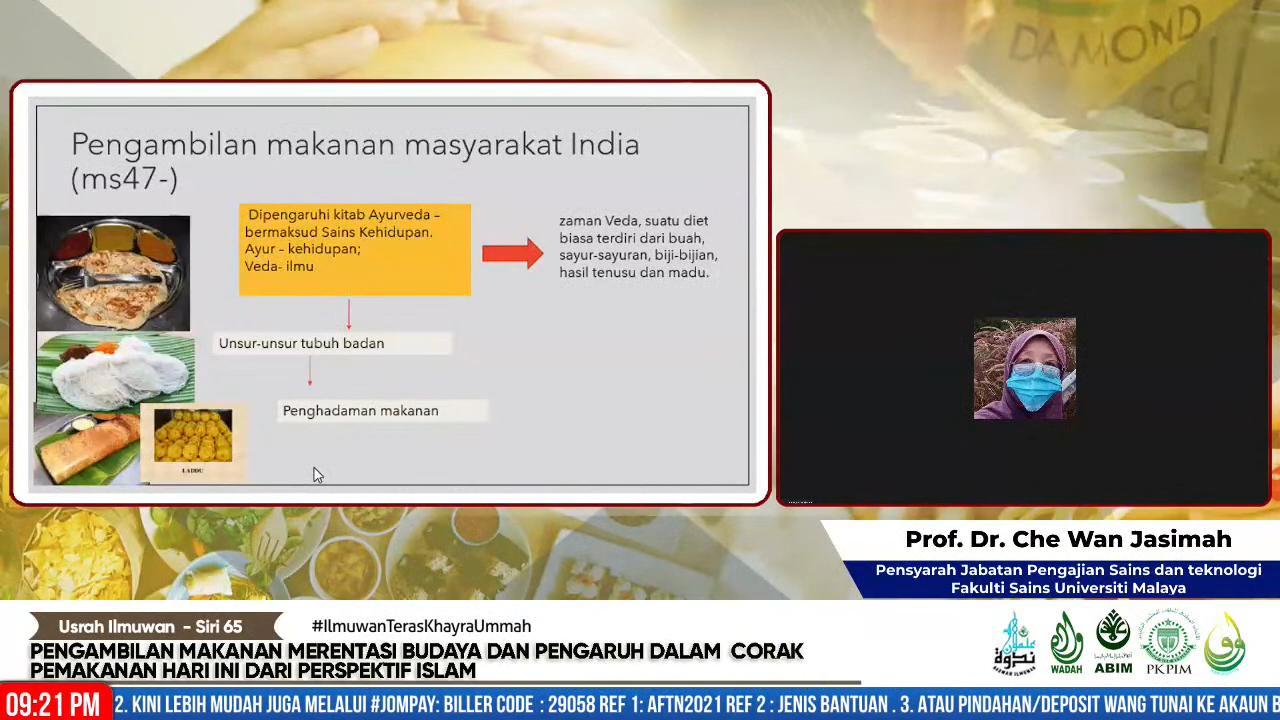 DAMOND
Pengambilan makanan masyarakat India
(ms47-)
Dipengaruhi kitab Ayurveda –
bermaksud Sains Kehidupan.
Ayur – kehidupan;
Veda- ilmu
zaman Veda, suatu diet
biasa terdiri dari buah,
sayur-sayuran, biji-bijian,
hasil tenusu dan madu.
Unsur-unsur tubuh badan
Penghadaman makanan
LADDU
Prof. Dr. Che Wan Jasimah
Pensyarah Jabatan Pengajian Sains dan teknologi
Fakulti Sains Universiti Malaya
Usrah Ilmuwan - Siri 65
#IlmuwanTerasKhayraUmmah
PENGAMBILAN MAKANAN MERENTASI BUDAYA DAN PENGARUH DALAM CORAK
PEMAKANAN HARI INI DARI PERSPEKTIF ISLAM
WADAH
ABIM
PKPIM
09:21 PM
2. KINI LEBIH MUDAH JUGA MELALUI #JOMPAY: BILLER CODE : 29058 REF 1: AFTN2021 REF 2 : JENIS BANTUAN . 3. ATAU PINDAHAN/DEPOSIT WANG TUNAI KE AKAUN B